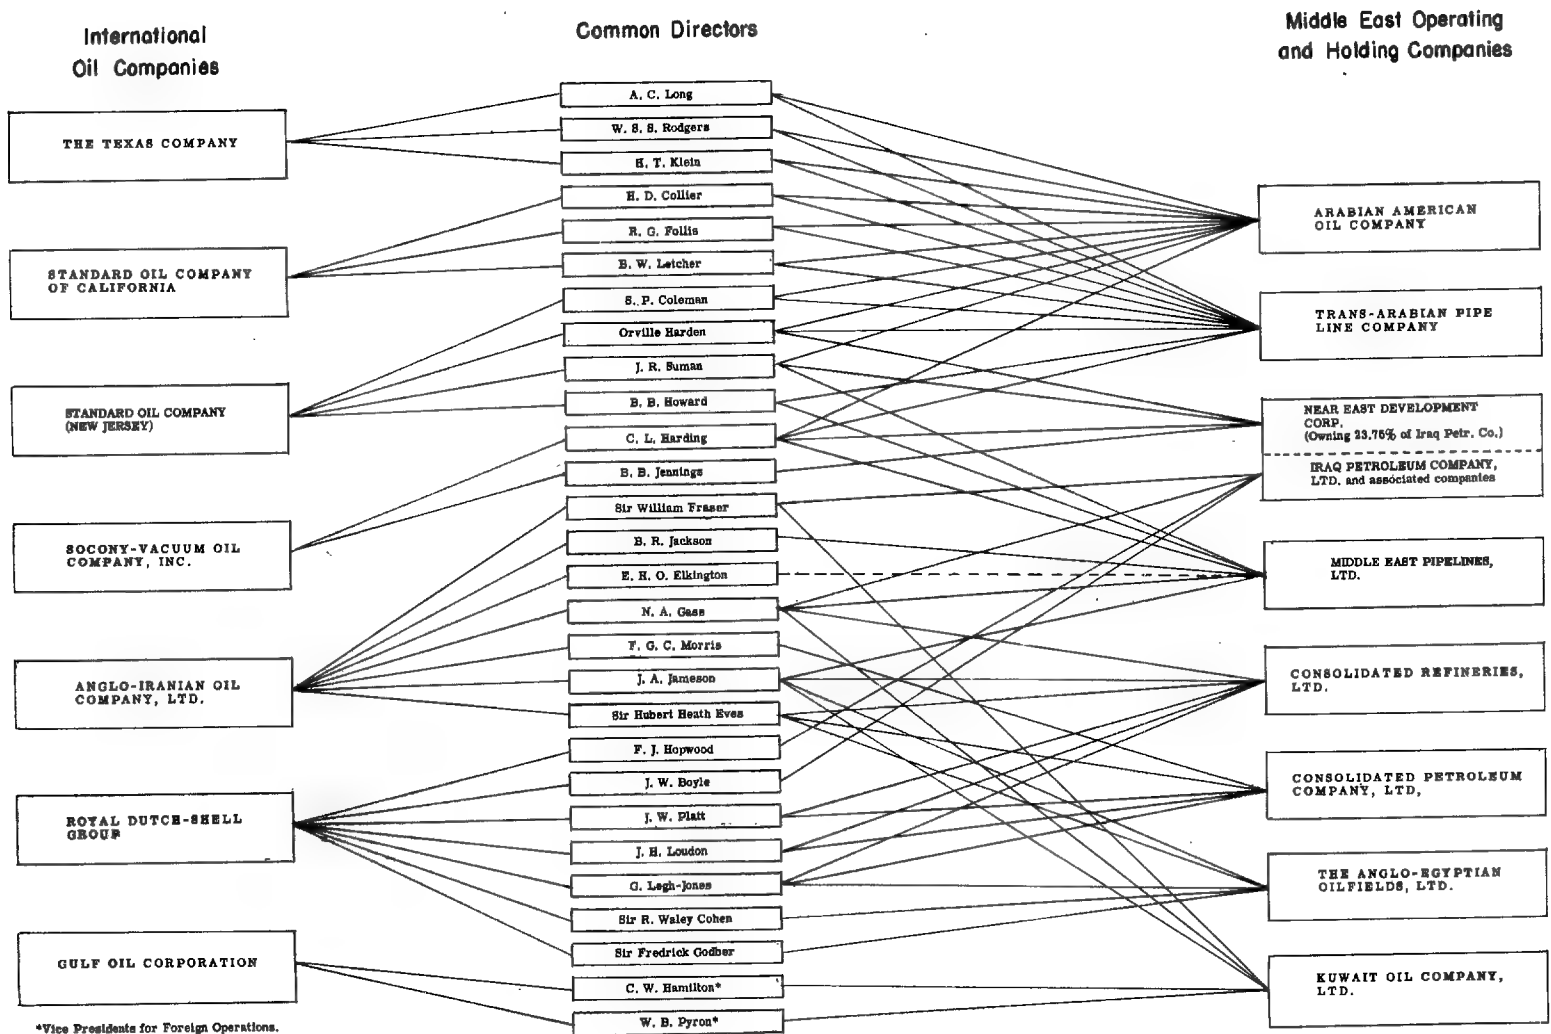 International
Oil Companies
Common Directors
Middle East Operating
and Holding Companies
THE TEXAS COMPANY
STANDARD OIL COMPANY
OF CALIFORNIA
STANDARD OIL COMPANY
(NEW JERSEY)
SOCONY-VACUUM OIL
COMPANY, INC.
ANGLO-IRANIAN OIL
COMPANY, LTD.
ROYAL DUTCH-SHELL
GROUP
GULF OIL CORPORATION
*Vice Presidents for Foreign Operations.
A. C. Long
W. S. S. Rodgers
H. T. Klein
H. D. Collier
R. G. Follis
B. W. Letcher
S. P. Coleman
Orville Harden
J. R. Suman
B. B. Howard
C. L. Harding
B. B. Jennings
Sir William Fraser
B. R. Jackson
E. H. O. Elkington
N. A. Gass
F. G. C. Morris
J. A. Jameson
Sir Hubert Heath Eves
F. J. Hopwood
J. W. Boyle
J. W. Platt
J. H. Loudon
G. Legh-Jones
Sir R. Waley Cohen
Sir Fredrick Godber
C. W. Hamilton*
W. B. Pyron*
ARABIAN AMERICAN
OIL COMPANY
TRANS-ARABIAN PIPE
LINE COMPANY
NEAR EAST DEVELOPMENT
CORP.
(Owning 23.75% of Iraq Petr. Co.)
IRAQ PETROLEUM COMPANY,
LTD. and associated companies
MIDDLE EAST PIPELINES,
LTD.
CONSOLIDATED REFINERIES,
LTD.
CONSOLIDATED PETROLEUM
COMPANY, LTD,
THE ANGLO-EGYPTIAN
OILFIELDS, LTD.
KUWAIT OIL COMPANY,
LTD.